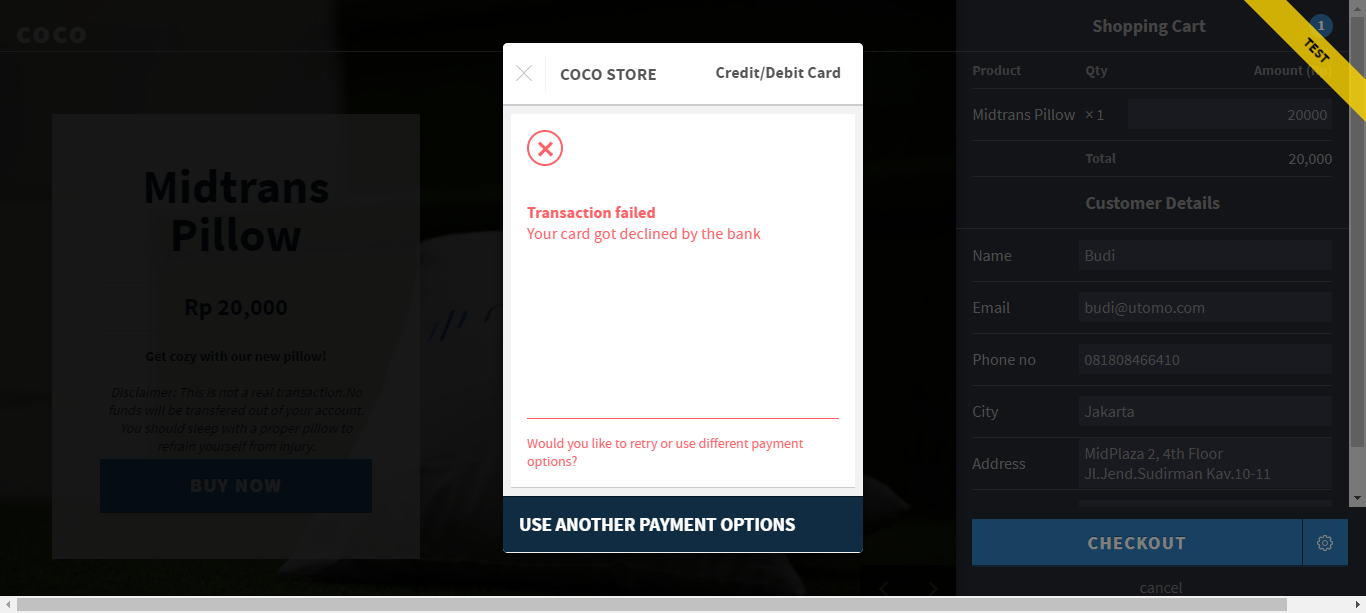 coco
Midtrans
Pillow
Rp 20,000
Get cozy with our new pillow!
Disclaimer: This is not a real transaction.No
funds will be transfered out of your account.
You should sleep with a proper pillow to
refrain yourself from injury.
BUY NOW
COCO STORE
Credit/Debit Card
Transaction failed
Your card got declined by the bank
Would you like to retry or use different payment
options?
USE ANOTHER PAYMENT OPTIONS
Shopping Cart
1
TEST
Product Qty Amount
Midtrans Pillow × 1 20000
Total 20,000
Customer Details
Name Budi
Email budi@utomo.com
Phone no 081808466410
City Jakarta
Address MidPlaza 2, 4th Floor
Jl.Jend.Sudirman Kav.10-11
CHECKOUT
cancel